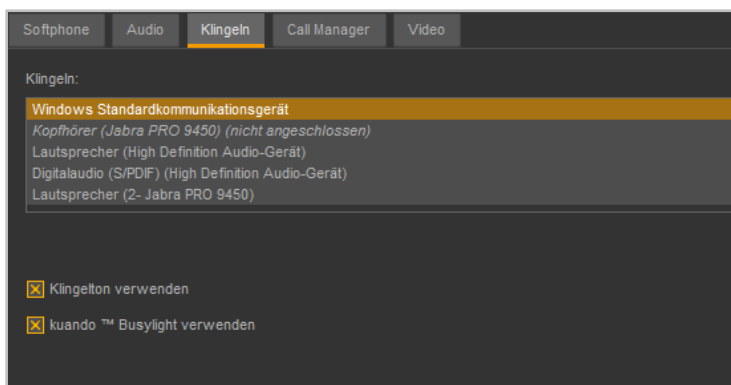 Softphone Audio Klingeln Call Manager Video
Klingeln:
Windows Standardkommunikationsgerät
Kopfhörer (Jabra PRO 9450) (nicht angeschlossen)
Lautsprecher (High Definition Audio-Gerät)
Digitalaudio (S/PDIF) (High Definition Audio-Gerät)
Lautsprecher (2- Jabra PRO 9450)
Klingelton verwenden
kuando ™ Busylight verwenden